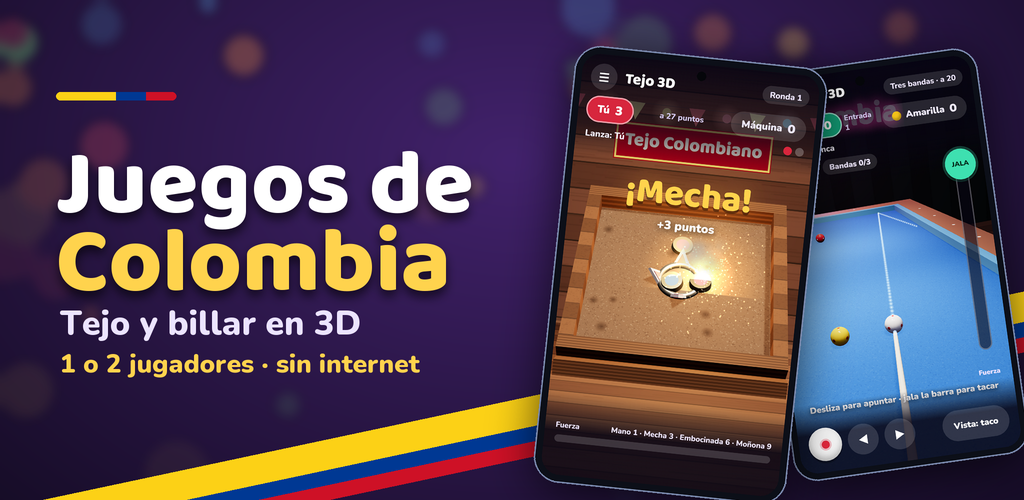 Juegos de
Colombia
Tejo y billar en 3D
1 o 2 jugadores · sin internet
Tejo 3D
Ronda 1
Tú 3
a 27 puntos
Máquina 0
Lanza: Tú
Tejo Colombiano
¡Mecha!
+3 puntos
Fuerza
Mano 1 · Mecha 3 · Embocinada 6 · Moñona 9
3D
Tres bandas · a 20
0
Entrada
1
Amarilla 0
Bandas 0/3
JALA
Fuerza
Desliza para apuntar · jala la barra para tacar
Vista: taco